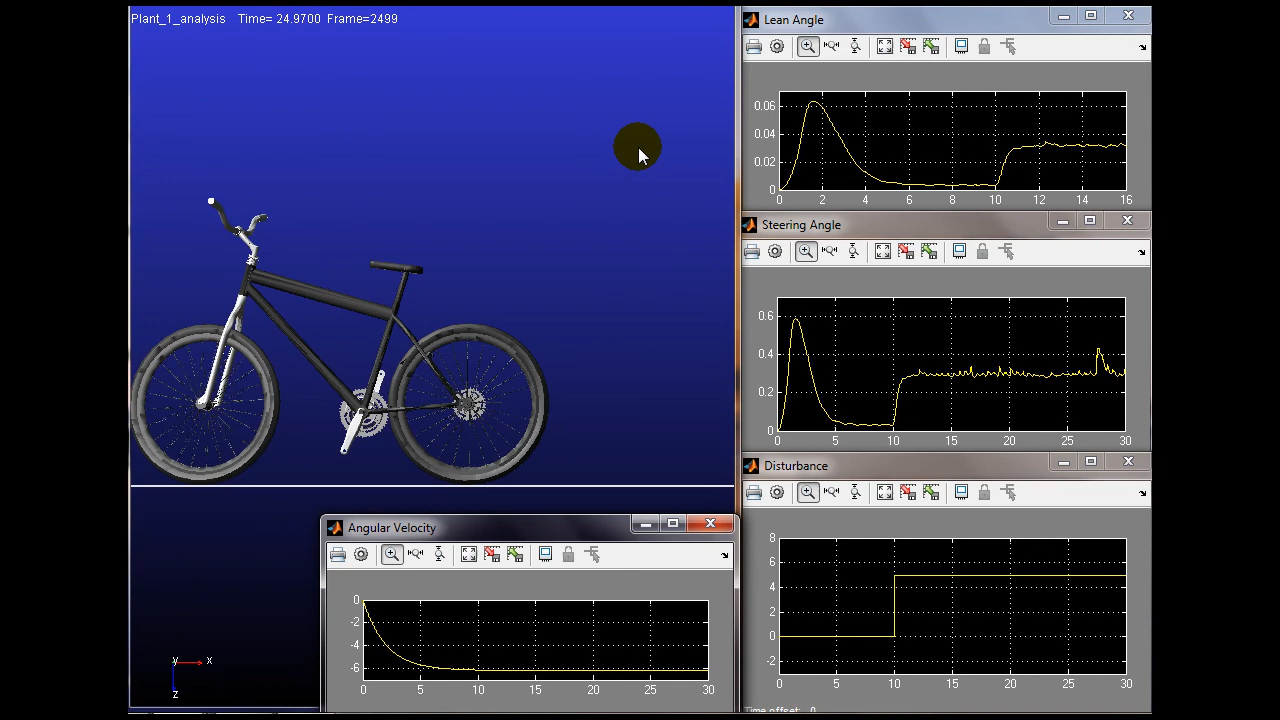 Plant_1_analysis Time= 24.9700 Frame=2499
y x
z
Lean Angle
0.06
0.04
0.02
0
0 2 4 6 8 10 12 14 16
Steering Angle
0.6
0.4
0.2
0
0 5 10 15 20 25 30
Disturbance
8
6
4
2
0
-2
0 5 10 15 20 25 30
Time offset: 0
Angular Velocity
0
-2
-4
-6
0 5 10 15 20 25 30